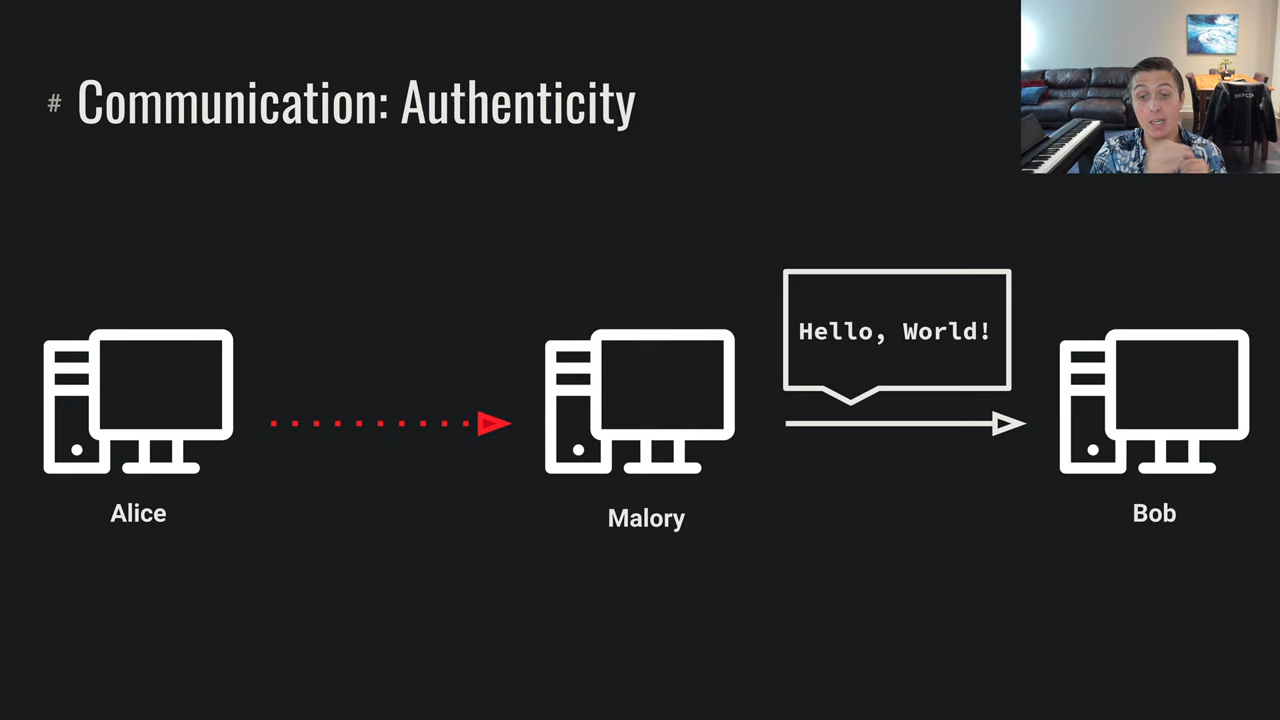 # Communication: Authenticity
Hello, World!
Alice
Malory
Bob